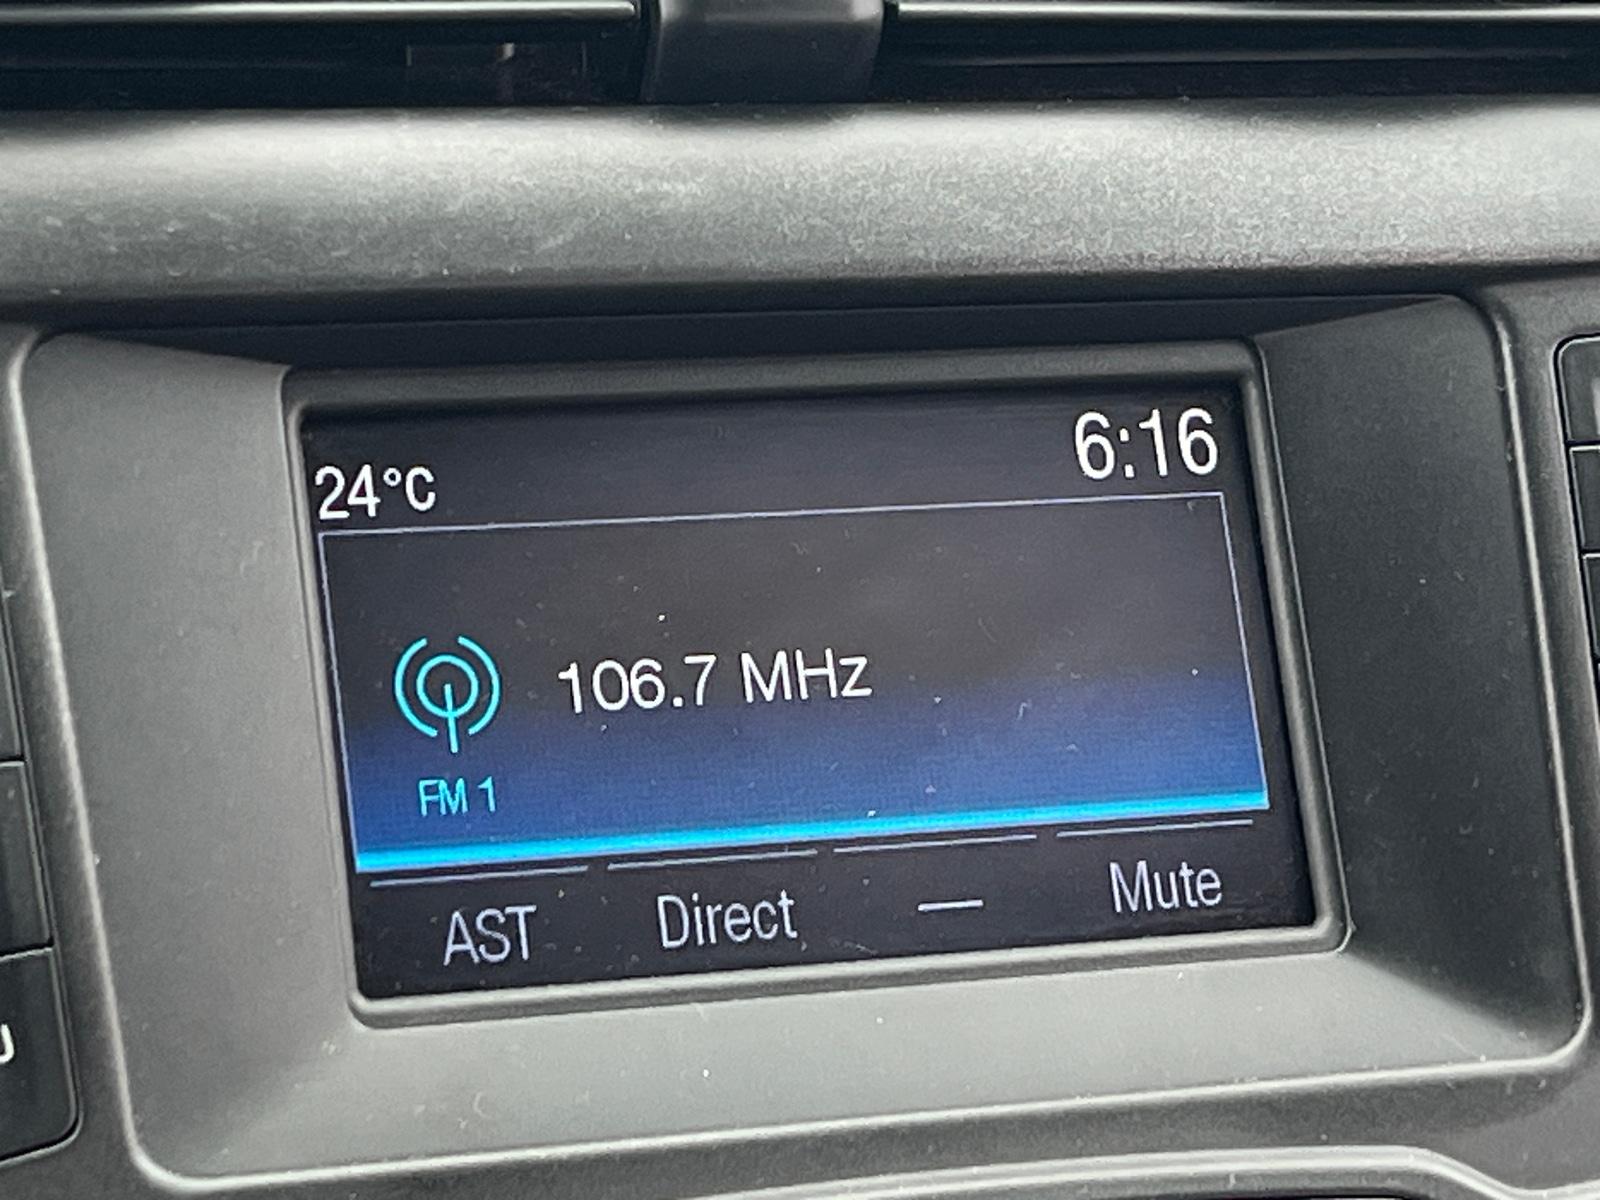 24°C
6:16
106.7 MHz
FM 1
AST
Direct
—
Mute